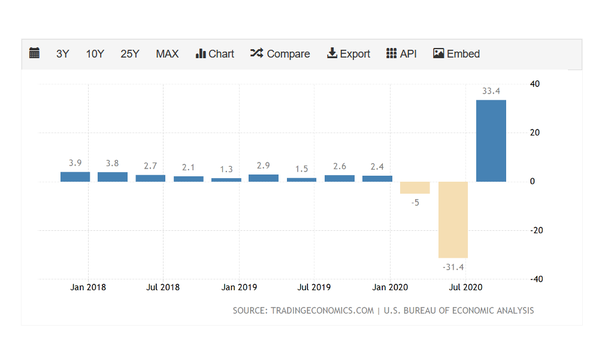 3Y 10Y 25Y MAX Chart Compare Export API Embed
40
33.4
20
3.9 3.8 2.7 2.1 1.3 2.9 1.5 2.6 2.4
0
-5
-20
-31.4
-40
Jan 2018 Jul 2018 Jan 2019 Jul 2019 Jan 2020 Jul 2020
SOURCE: TRADINGECONOMICS.COM | U.S. BUREAU OF ECONOMIC ANALYSIS